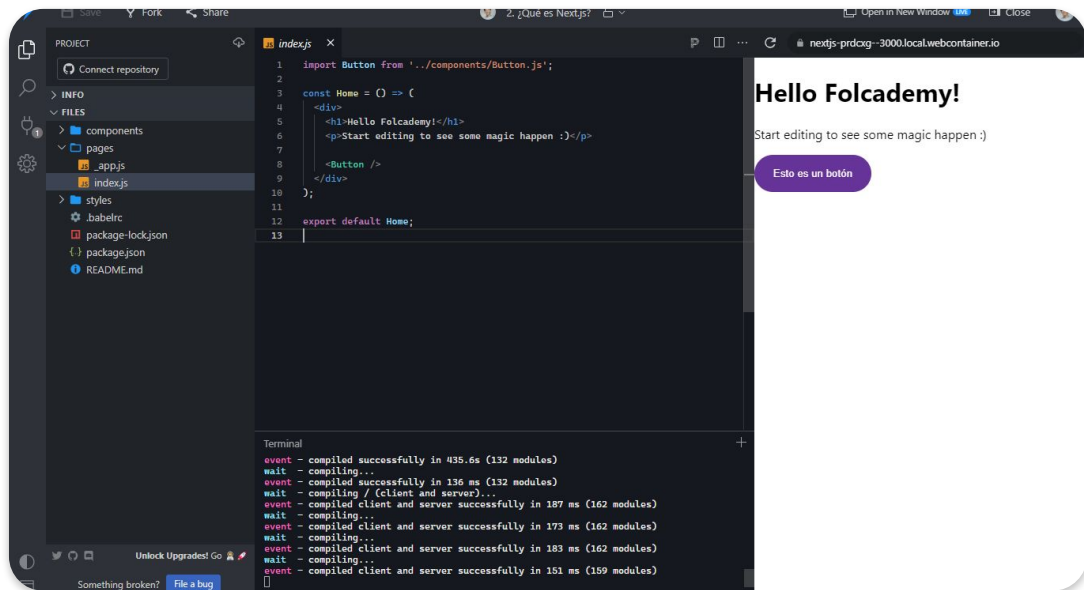 Save Fork Share 2. ¿Qué es Next.js? Open in New Window LIVE Close
PROJECT
Connect repository
INFO
FILES
components
pages
JS _app.js
JS index.js
styles
.babelrc
package-lock.json
{..} package.json
README.md
1
Unlock Upgrades! Go
Something broken? File a bug
JS index.js
1 import Button from '../components/Button.js';
2
3 const Home = () => (
4 <div>
5 <h1>Hello Folcademy!</h1>
6 <p>Start editing to see some magic happen :)</p>
7
8 <Button />
9 </div>
10 );
11
12 export default Home;
13
Terminal
event - compiled successfully in 435.6s (132 modules)
wait - compiling...
event - compiled successfully in 136 ms (132 modules)
wait - compiling / (client and server)...
event - compiled client and server successfully in 187 ms (162 modules)
wait - compiling...
event - compiled client and server successfully in 173 ms (162 modules)
wait - compiling...
event - compiled client and server successfully in 183 ms (162 modules)
wait - compiling...
event - compiled client and server successfully in 151 ms (159 modules)
nextjs-prdcxg--3000.local.webcontainer.io
Hello Folcademy!
Start editing to see some magic happen :)
Esto es un botón